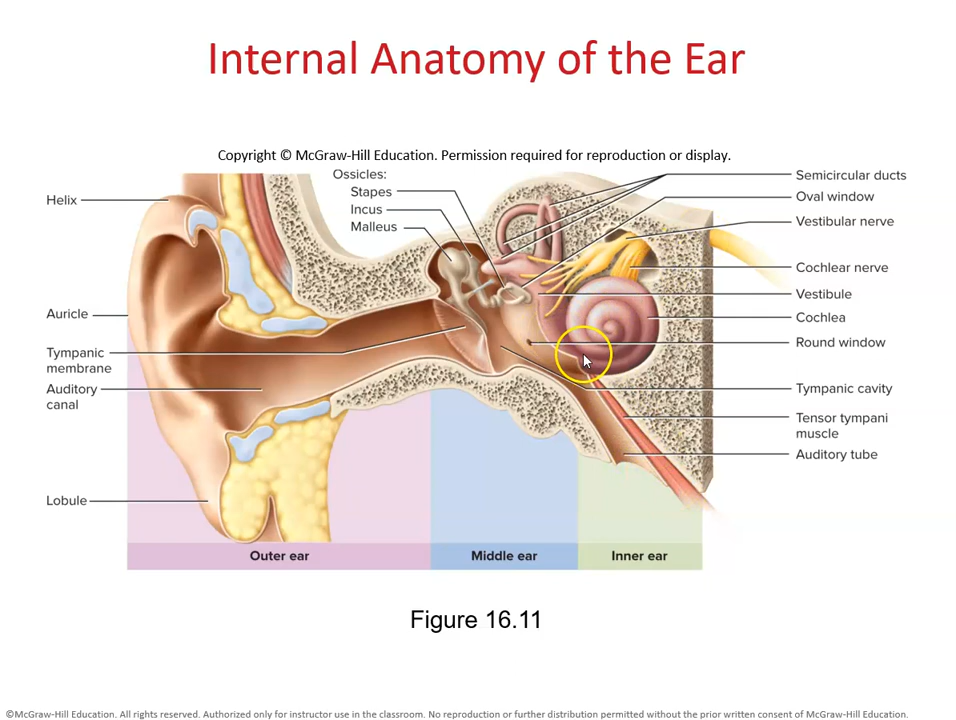 Internal Anatomy of the Ear
Copyright © McGraw-Hill Education. Permission required for reproduction or display.
Helix
Auricle
Tympanic
membrane
Auditory
canal
Lobule
Ossicles:
Stapes
Incus
Malleus
Semicircular ducts
Oval window
Vestibular nerve
Cochlear nerve
Vestibule
Cochlea
Round window
Tympanic cavity
Tensor tympani
muscle
Auditory tube
Outer ear
Middle ear
Inner ear
Figure 16.11
©McGraw-Hill Education. All rights reserved. Authorized only for instructor use in the classroom. No reproduction or further distribution permitted without the prior written consent of McGraw-Hill Education.